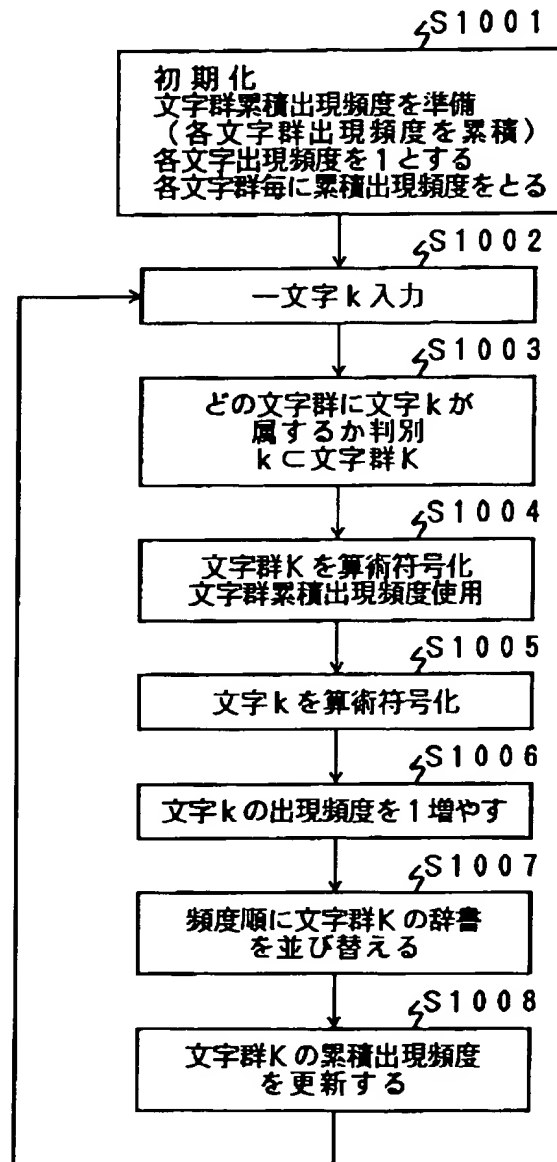 S1001
初期化
文字群累積出現頻度を準備
(各文字群出現頻度を累積)
各文字出現頻度を1とする
各文字群毎に累積出現頻度をとる
S1002
一文字k入力
S1003
どの文字群に文字kが
属するか判別
k⊂文字群K
S1004
文字群Kを算術符号化
文字群累積出現頻度使用
S1005
文字kを算術符号化
S1006
文字kの出現頻度を1増やす
S1007
頻度順に文字群Kの辞書
を並び替える
S1008
文字群Kの累積出現頻度
を更新する